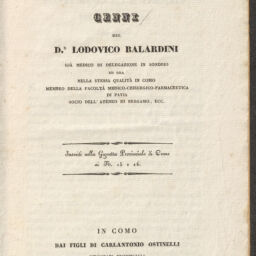 CENNI
DEL
D.r LODOVICO BALARDINI
GIÀ MEDICO DI DELEGAZIONE IN SONDRIO
ED ORA
NELLA STESSA QUALITÀ IN COMO
MEMBRO DELLA FACOLTÀ MEDICO-CHIRURGICO-FARMACEUTICA
DI PAVIA
SOCIO DELL' ATENEO DI BERGAMO, ECC.
Inseriti nella Gazzetta Provinciale di Como
ai N. 15 e 16.
IN COMO
DAI FIGLI DI CARLANTONIO OSTINELLI